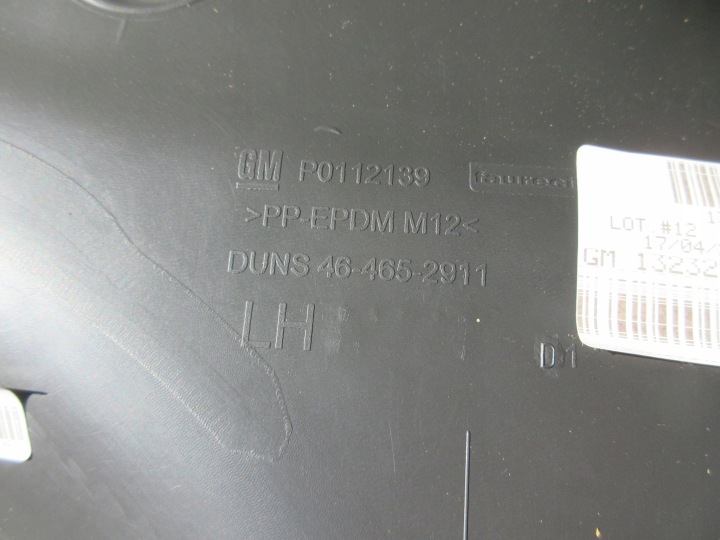 GM P0112139
>PP-EPDM M12<
DUNS 46-465-2911
LH
D1
LOT #12
17/04/
GM 13232